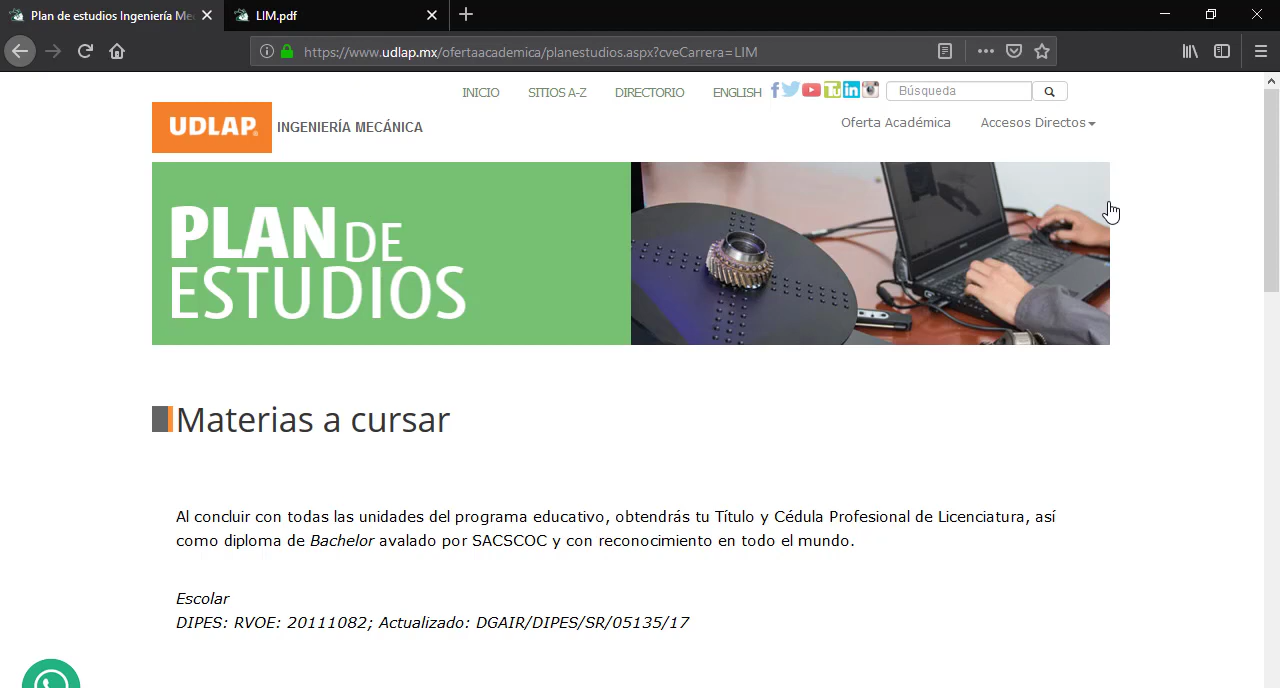 Plan de estudios Ingeniería Me
LIM.pdf
https://www.udlap.mx/ofertaacademica/planestudios.aspx?cveCarrera=LIM
INICIO SITIOS A-Z DIRECTORIO ENGLISH Búsqueda
UDLAP INGENIERÍA MECÁNICA
Oferta Académica Accesos Directos
PLAN DE
ESTUDIOS
Materias a cursar
Al concluir con todas las unidades del programa educativo, obtendrás tu Título y Cédula Profesional de Licenciatura, así
como diploma de Bachelor avalado por SACSCOC y con reconocimiento en todo el mundo.
Escolar
DIPES: RVOE: 20111082; Actualizado: DGAIR/DIPES/SR/05135/17